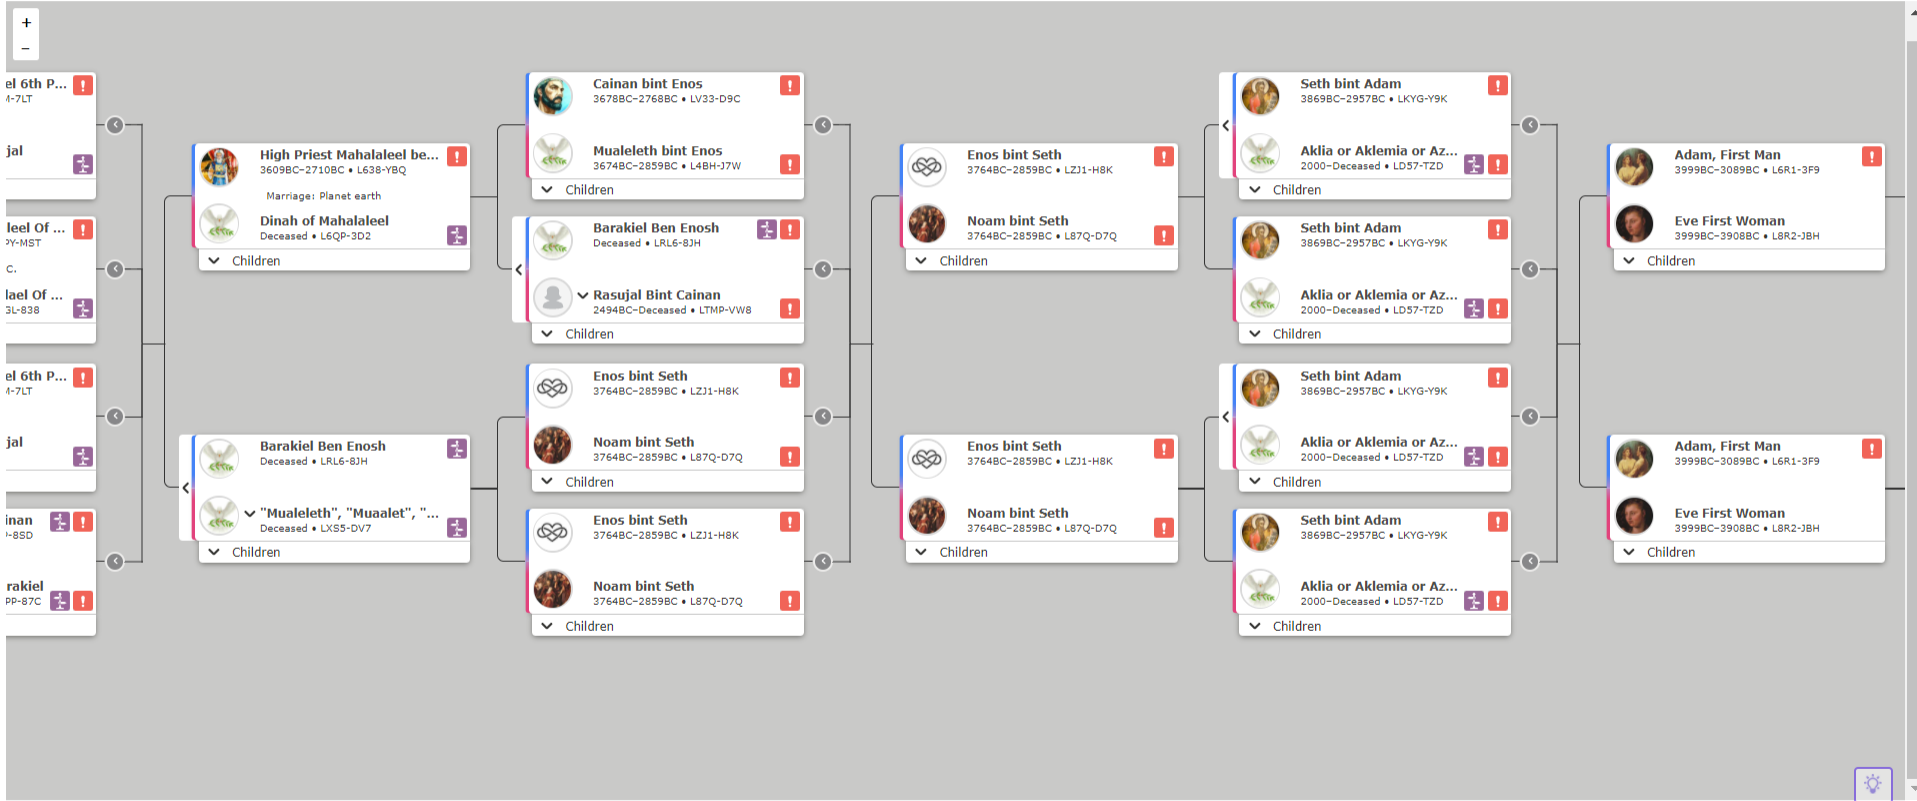 +
−
el 6th P...
M-7LT
jal
leel Of ...
PY-MST
C.
lael Of ...
GL-838
el 6th P...
M-7LT
jal
inan
P-8SD
rakiel
PP-87C
High Priest Mahalaleel be...
3609BC–2710BC • L638-YBQ
Marriage: Planet earth
Dinah of Mahalaleel
Deceased • L6QP-3D2
Children
Barakiel Ben Enosh
Deceased • LRL6-8JH
"Mualeleth", "Muaalet", "...
Deceased • LXS5-DV7
Children
Cainan bint Enos
3678BC–2768BC • LV33-D9C
Mualeleth bint Enos
3674BC–2859BC • L4BH-J7W
Children
Barakiel Ben Enosh
Deceased • LRL6-8JH
Rasujal Bint Cainan
2494BC–Deceased • LTMP-VW8
Children
Enos bint Seth
3764BC–2859BC • LZJ1-H8K
Noam bint Seth
3764BC–2859BC • L87Q-D7Q
Children
Enos bint Seth
3764BC–2859BC • LZJ1-H8K
Noam bint Seth
3764BC–2859BC • L87Q-D7Q
Children
Enos bint Seth
3764BC–2859BC • LZJ1-H8K
Noam bint Seth
3764BC–2859BC • L87Q-D7Q
Children
Enos bint Seth
3764BC–2859BC • LZJ1-H8K
Noam bint Seth
3764BC–2859BC • L87Q-D7Q
Children
Seth bint Adam
3869BC–2957BC • LKYG-Y9K
Aklia or Aklemia or Az...
2000–Deceased • LD57-TZD
Children
Seth bint Adam
3869BC–2957BC • LKYG-Y9K
Aklia or Aklemia or Az...
2000–Deceased • LD57-TZD
Children
Seth bint Adam
3869BC–2957BC • LKYG-Y9K
Aklia or Aklemia or Az...
2000–Deceased • LD57-TZD
Children
Seth bint Adam
3869BC–2957BC • LKYG-Y9K
Aklia or Aklemia or Az...
2000–Deceased • LD57-TZD
Children
Adam, First Man
3999BC–3089BC • L6R1-3F9
Eve First Woman
3999BC–3908BC • L8R2-JBH
Children
Adam, First Man
3999BC–3089BC • L6R1-3F9
Eve First Woman
3999BC–3908BC • L8R2-JBH
Children